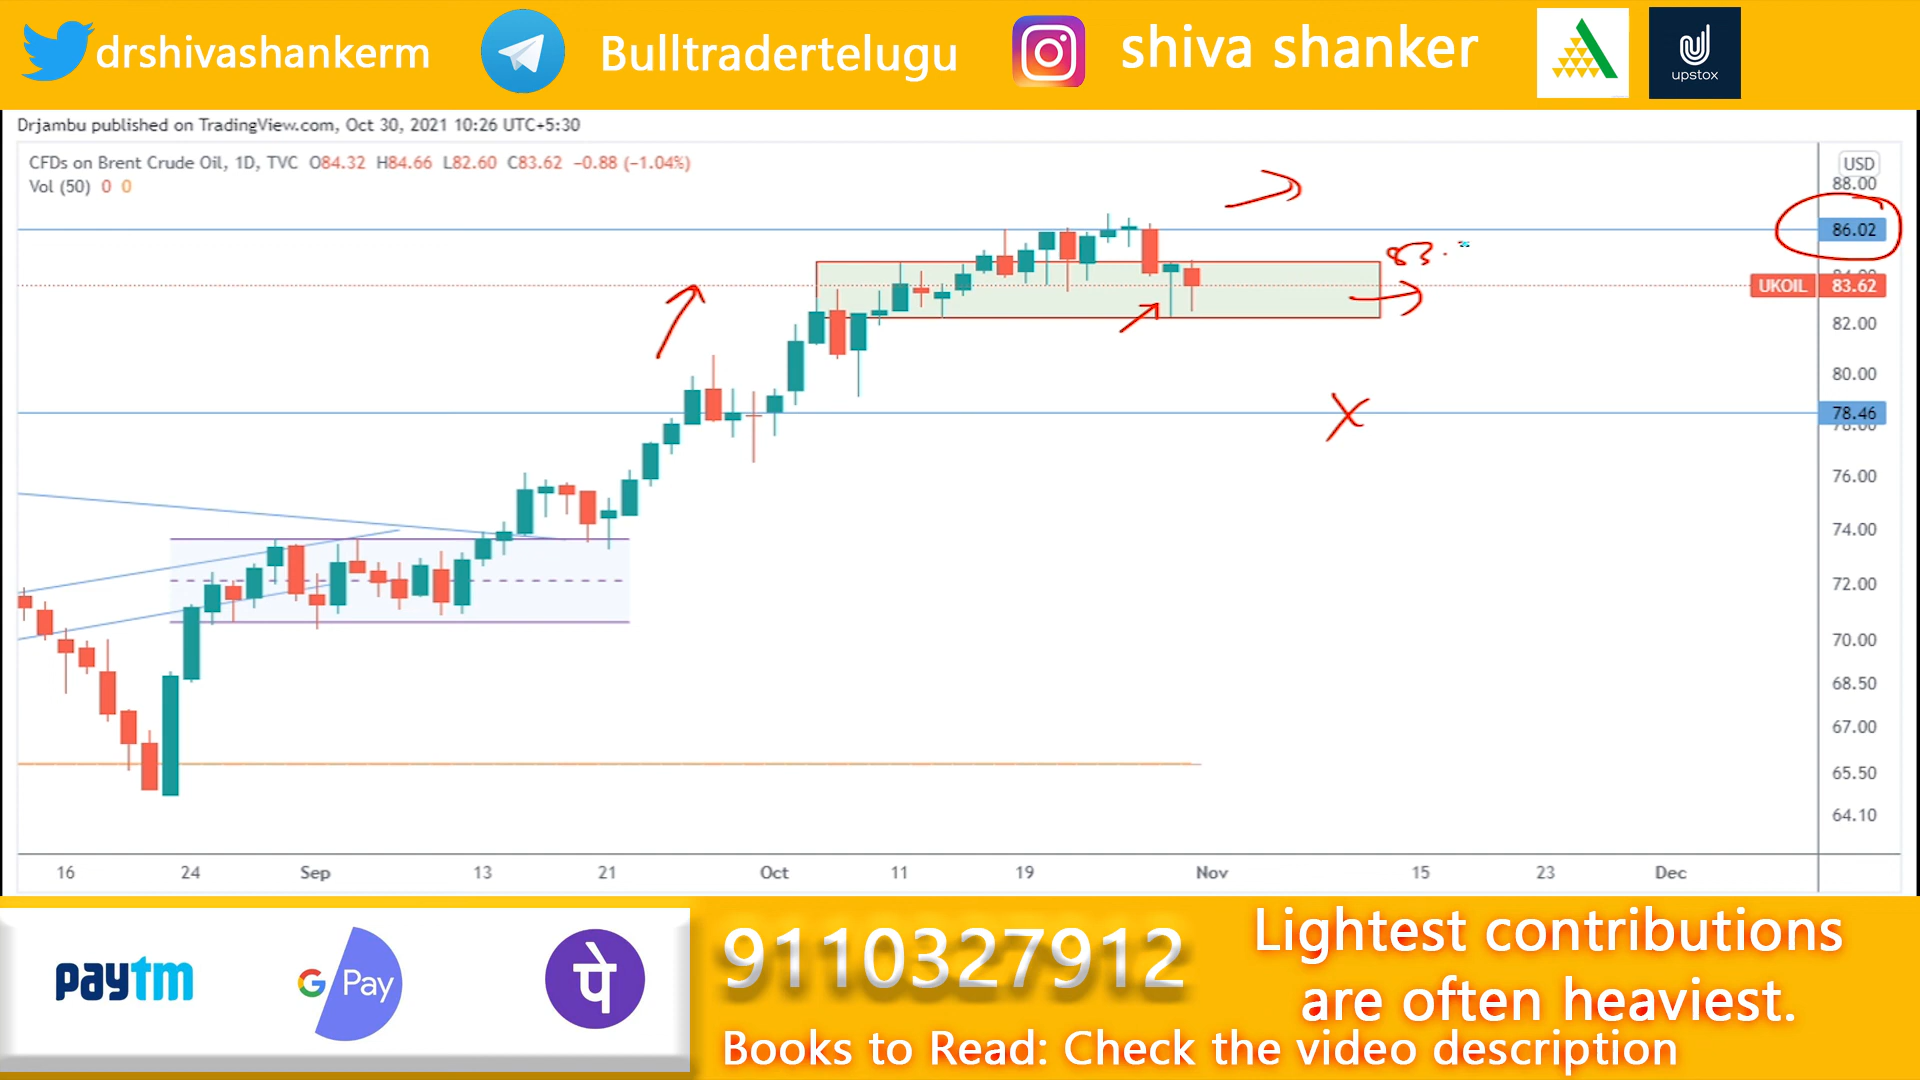 drshivashankerm
Bulltradertelugu
shiva shanker
upstox
Drjambu published on TradingView.com, Oct 30, 2021 10:26 UTC+5:30
CFDs on Brent Crude Oil, 1D, TVC O84.32 H84.66 L82.60 C83.62 −0.88 (−1.04%)
Vol (50) 0 0
USD
88.00
86.02
83.
UKOIL 83.62
82.00
80.00
78.46
76.00
74.00
72.00
70.00
68.50
67.00
65.50
64.10
16 24 Sep 13 21 Oct 11 19 Nov 15 23 Dec
paytm
G Pay
पे
9110327912
Lightest contributions
are often heaviest.
Books to Read: Check the video description